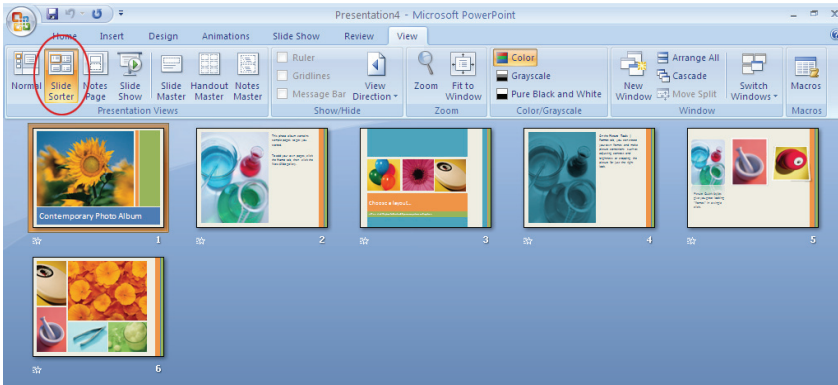 Presentation4 - Microsoft PowerPoint
Home Insert Design Animations Slide Show Review View
Normal Slide Sorter Notes Page Slide Show Slide Master Handout Master Notes Master
Presentation Views
Ruler
Gridlines
Message Bar
View Direction
Show/Hide
Zoom Fit to Window
Zoom
Color
Grayscale
Pure Black and White
Color/Grayscale
New Window
Arrange All
Cascade
Move Split
Switch Windows
Window
Macros
Macros
Contemporary Photo Album
1
2
Choose a layout...
3
4
5
6